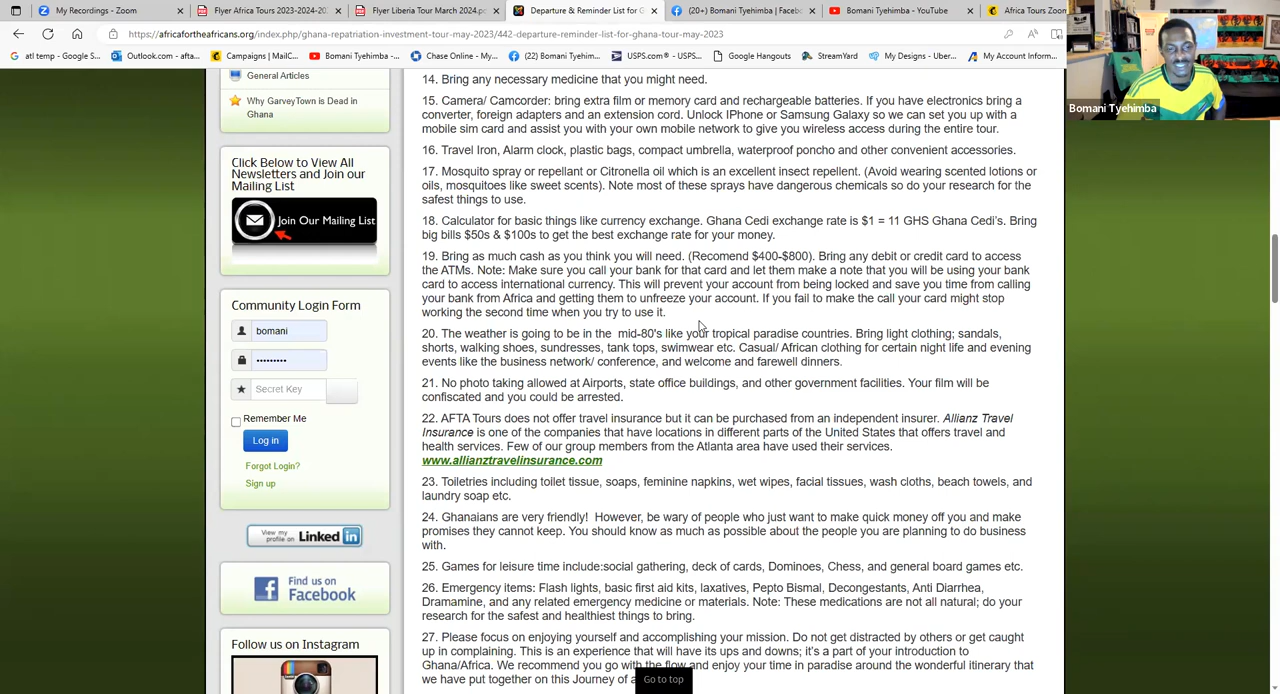 My Recordings - Zoom
Flyer Africa Tours 2023-2024-202
Flyer Liberia Tour March 2024.c
Departure & Reminder List for G
(20+) Bomani Tyehimba | Facebo
Bomani Tyehimba - YouTube
Africa Tours Zoom
https://africafortheafricans.org/index.php/ghana-repatriation-investment-tour-may-2023/442-departure-reminder-list-for-ghana-tour-may-2023
atl temp - Google S...
Outlook.com - afta...
Campaigns | MailC...
Bomani Tyehimba -...
Chase Online - My...
(22) Bomani Tyehim...
USPS.com® - USPS...
Google Hangouts
StreamYard
My Designs - Uber...
My Account Inform...
Bomani Tyehimba
General Articles
Why GarveyTown is Dead in
Ghana
Click Below to View All
Newsletters and Join our
Mailing List
Join Our Mailing List
Community Login Form
bomani
•••••••••
Secret Key
Remember Me
Log in
Forgot Login?
Sign up
View my
profile on
Linked in
Find us on
Facebook
Follow us on Instagram
Instagram
14. Bring any necessary medicine that you might need.
15. Camera/ Camcorder: bring extra film or memory card and rechargeable batteries. If you have electronics bring a
converter, foreign adapters and an extension cord. Unlock IPhone or Samsung Galaxy so we can set you up with a
mobile sim card and assist you with your own mobile network to give you wireless access during the entire tour.
16. Travel Iron, Alarm clock, plastic bags, compact umbrella, waterproof poncho and other convenient accessories.
17. Mosquito spray or repellant or Citronella oil which is an excellent insect repellent. (Avoid wearing scented lotions or
oils, mosquitoes like sweet scents). Note most of these sprays have dangerous chemicals so do your research for the
safest things to use.
18. Calculator for basic things like currency exchange. Ghana Cedi exchange rate is $1 = 11 GHS Ghana Cedi's. Bring
big bills $50s & $100s to get the best exchange rate for your money.
19. Bring as much cash as you think you will need. (Recomend $400-$800). Bring any debit or credit card to access
the ATMs. Note: Make sure you call your bank for that card and let them make a note that you will be using your bank
card to access international currency. This will prevent your account from being locked and save you time from calling
your bank from Africa and getting them to unfreeze your account. If you fail to make the call your card might stop
working the second time when you try to use it.
20. The weather is going to be in the mid-80's like your tropical paradise countries. Bring light clothing; sandals,
shorts, walking shoes, sundresses, tank tops, swimwear etc. Casual/ African clothing for certain night life and evening
events like the business network/ conference, and welcome and farewell dinners.
21. No photo taking allowed at Airports, state office buildings, and other government facilities. Your film will be
confiscated and you could be arrested.
22. AFTA Tours does not offer travel insurance but it can be purchased from an independent insurer. Allianz Travel
Insurance is one of the companies that have locations in different parts of the United States that offers travel and
health services. Few of our group members from the Atlanta area have used their services.
www.allianztravelinsurance.com
23. Toiletries including toilet tissue, soaps, feminine napkins, wet wipes, facial tissues, wash cloths, beach towels, and
laundry soap etc.
24. Ghanaians are very friendly! However, be wary of people who just want to make quick money off you and make
promises they cannot keep. You should know as much as possible about the people you are planning to do business
with.
25. Games for leisure time include:social gathering, deck of cards, Dominoes, Chess, and general board games etc.
26. Emergency items: Flash lights, basic first aid kits, laxatives, Pepto Bismal, Decongestants, Anti Diarrhea,
Dramamine, and any related emergency medicine or materials. Note: These medications are not all natural; do your
research for the safest and healthiest things to bring.
27. Please focus on enjoying yourself and accomplishing your mission. Do not get distracted by others or get caught
up in complaining. This is an experience that will have its ups and downs; it's a part of your introduction to
Ghana/Africa. We recommend you go with the flow and enjoy your time in paradise around the wonderful itinerary that
we have put together on this Journey of
Go to top